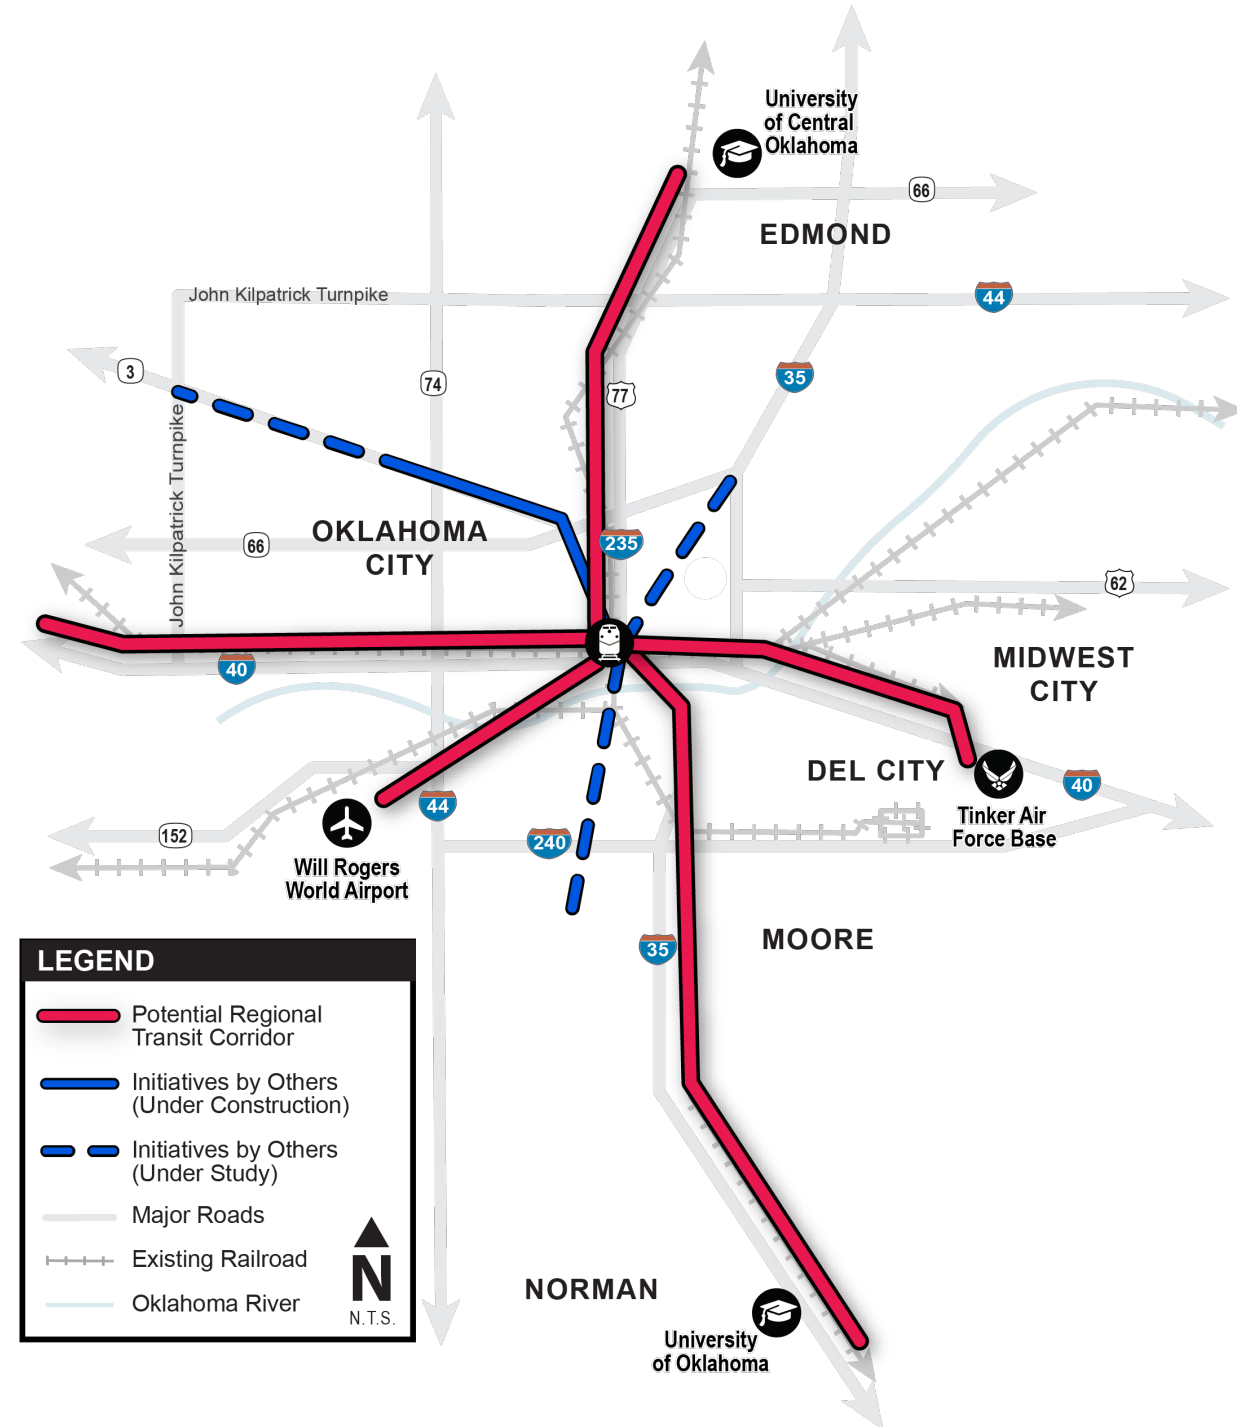 University
of Central
Oklahoma
66
EDMOND
John Kilpatrick Turnpike
44
3
35
74
77
John Kilpatrick Turnpike
OKLAHOMA
CITY
66
235
62
40
MIDWEST
CITY
DEL CITY
40
44
Tinker Air
Force Base
152
240
Will Rogers
World Airport
35
MOORE
LEGEND
Potential Regional
Transit Corridor
Initiatives by Others
(Under Construction)
Initiatives by Others
(Under Study)
Major Roads
Existing Railroad
Oklahoma River
N
N.T.S.
NORMAN
University
of Oklahoma